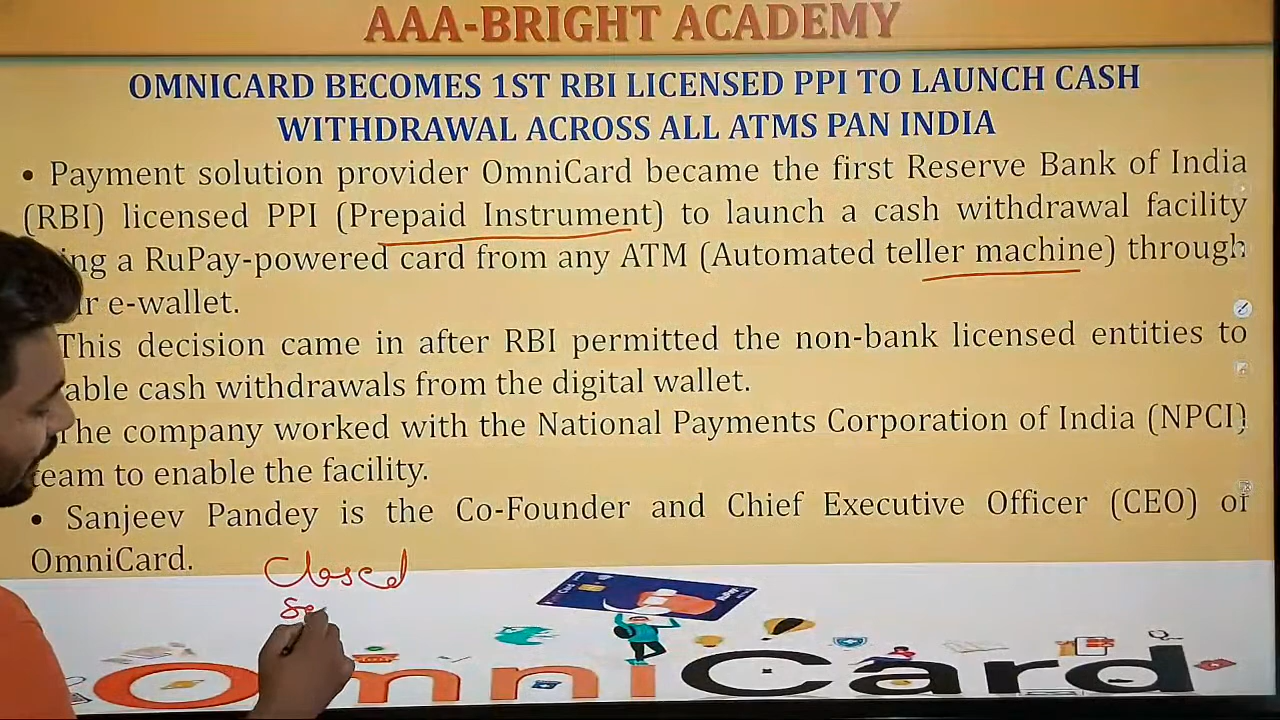 AAA-BRIGHT ACADEMY
OMNICARD BECOMES 1ST RBI LICENSED PPI TO LAUNCH CASH
WITHDRAWAL ACROSS ALL ATMS PAN INDIA
• Payment solution provider OmniCard became the first Reserve Bank of India
(RBI) licensed PPI (Prepaid Instrument) to launch a cash withdrawal facility
a RuPay-powered card from any ATM (Automated teller machine) through
e-wallet.
This decision came in after RBI permitted the non-bank licensed entities to
cash withdrawals from the digital wallet.
The company worked with the National Payments Corporation of India (NPCI)
team to enable the facility.
• Sanjeev Pandey is the Co-Founder and Chief Executive Officer (CEO) of
OmniCard.
Closed
Se
OmniCard